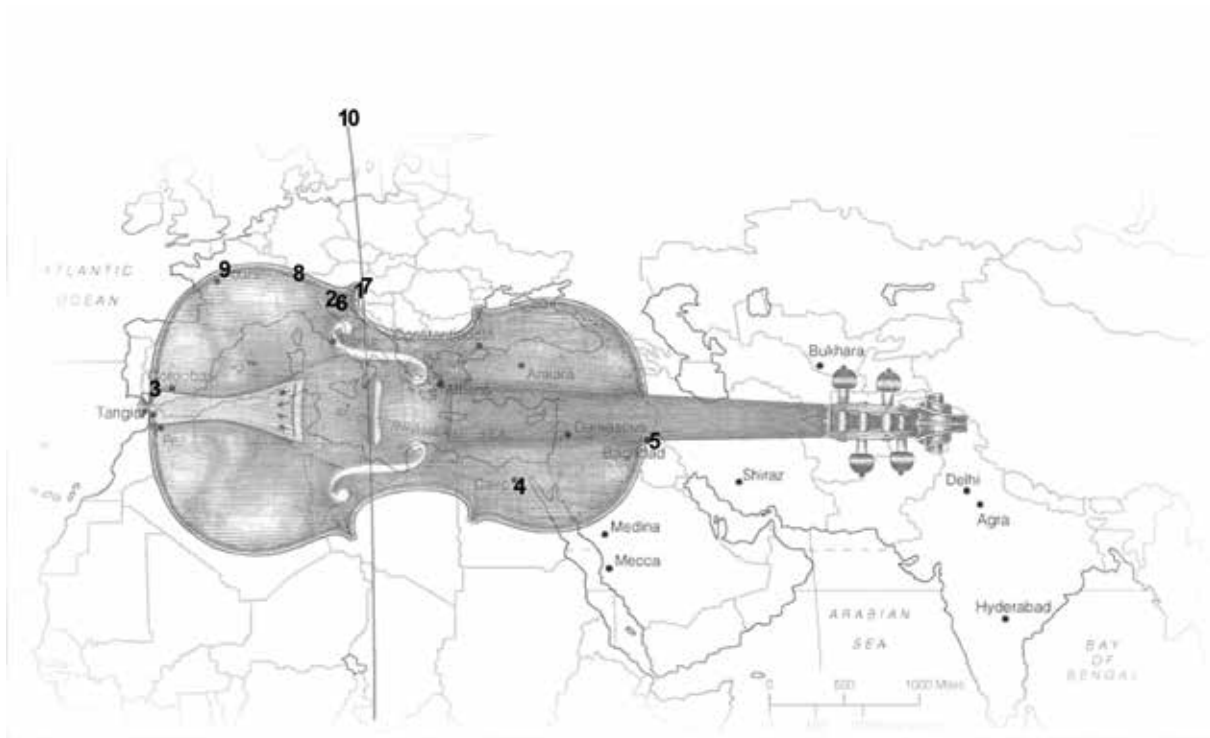 10
ATLANTIC
OCEAN
9
8
2
6
1
7
Bukhara
Ankara
3
Tangier
Athens
Damascus
5
Baghdad
Shiraz
4
Delhi
Agra
Medina
Mecca
Hyderabad
ARABIAN
SEA
BAY
OF
BENGAL
0
500
1000 Miles